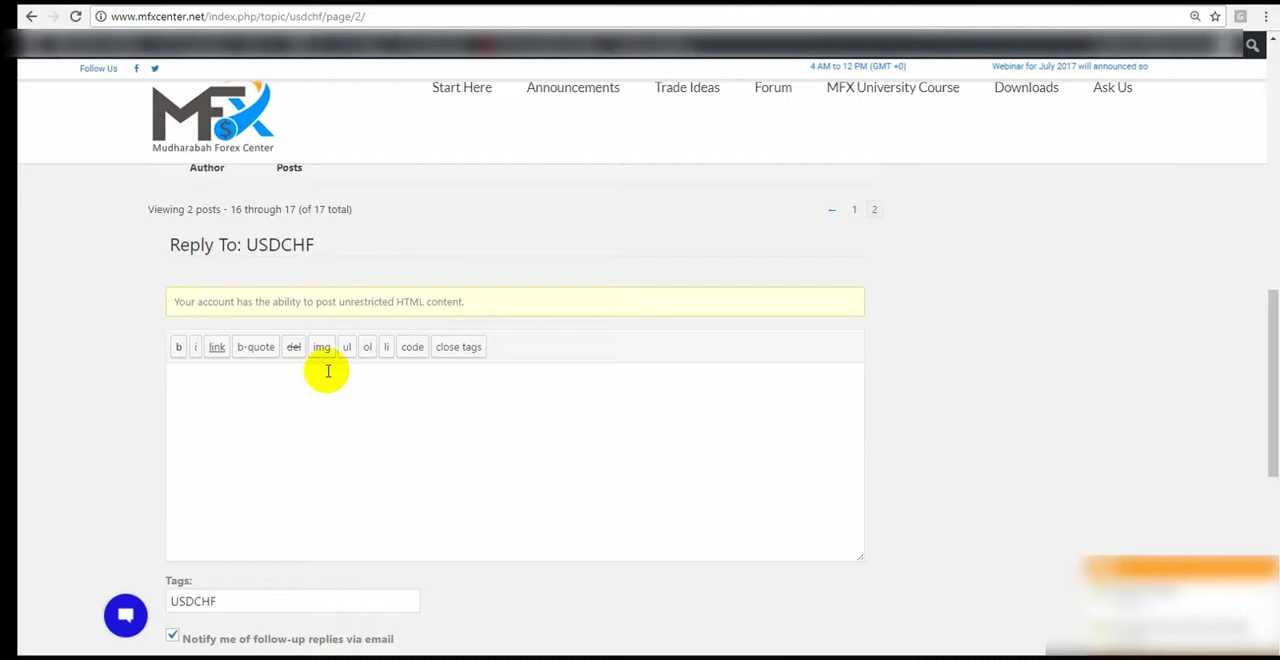 www.mfxcenter.net/index.php/topic/usdchf/page/2/
G
Follow Us
4 AM to 12 PM (GMT +0)
Webinar for July 2017 will announced so
MFX
$
Mudharabah Forex Center
Start Here
Announcements
Trade Ideas
Forum
MFX University Course
Downloads
Ask Us
Author
Posts
Viewing 2 posts - 16 through 17 (of 17 total)
← 1 2
Reply To: USDCHF
Your account has the ability to post unrestricted HTML content.
b i link b-quote del img ul ol li code close tags
Tags:
USDCHF
Notify me of follow-up replies via email